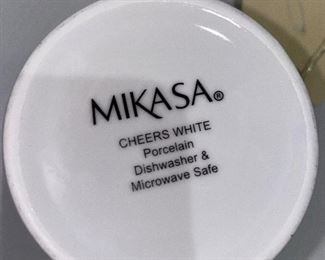 MIKASA®
CHEERS WHITE
Porcelain
Dishwasher &
Microwave Safe